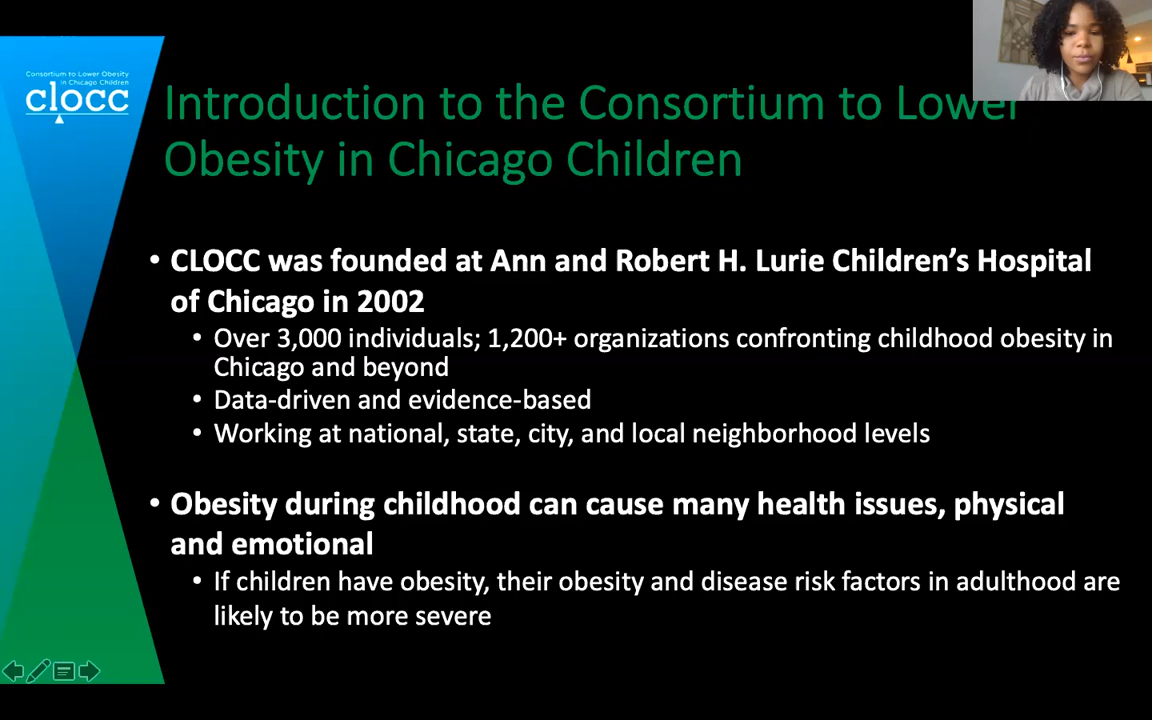 Consortium to Lower Obesity
in Chicago Children
clocc
Introduction to the Consortium to Lower
Obesity in Chicago Children
• CLOCC was founded at Ann and Robert H. Lurie Children’s Hospital
of Chicago in 2002
• Over 3,000 individuals; 1,200+ organizations confronting childhood obesity in
Chicago and beyond
• Data-driven and evidence-based
• Working at national, state, city, and local neighborhood levels
• Obesity during childhood can cause many health issues, physical
and emotional
• If children have obesity, their obesity and disease risk factors in adulthood are
likely to be more severe